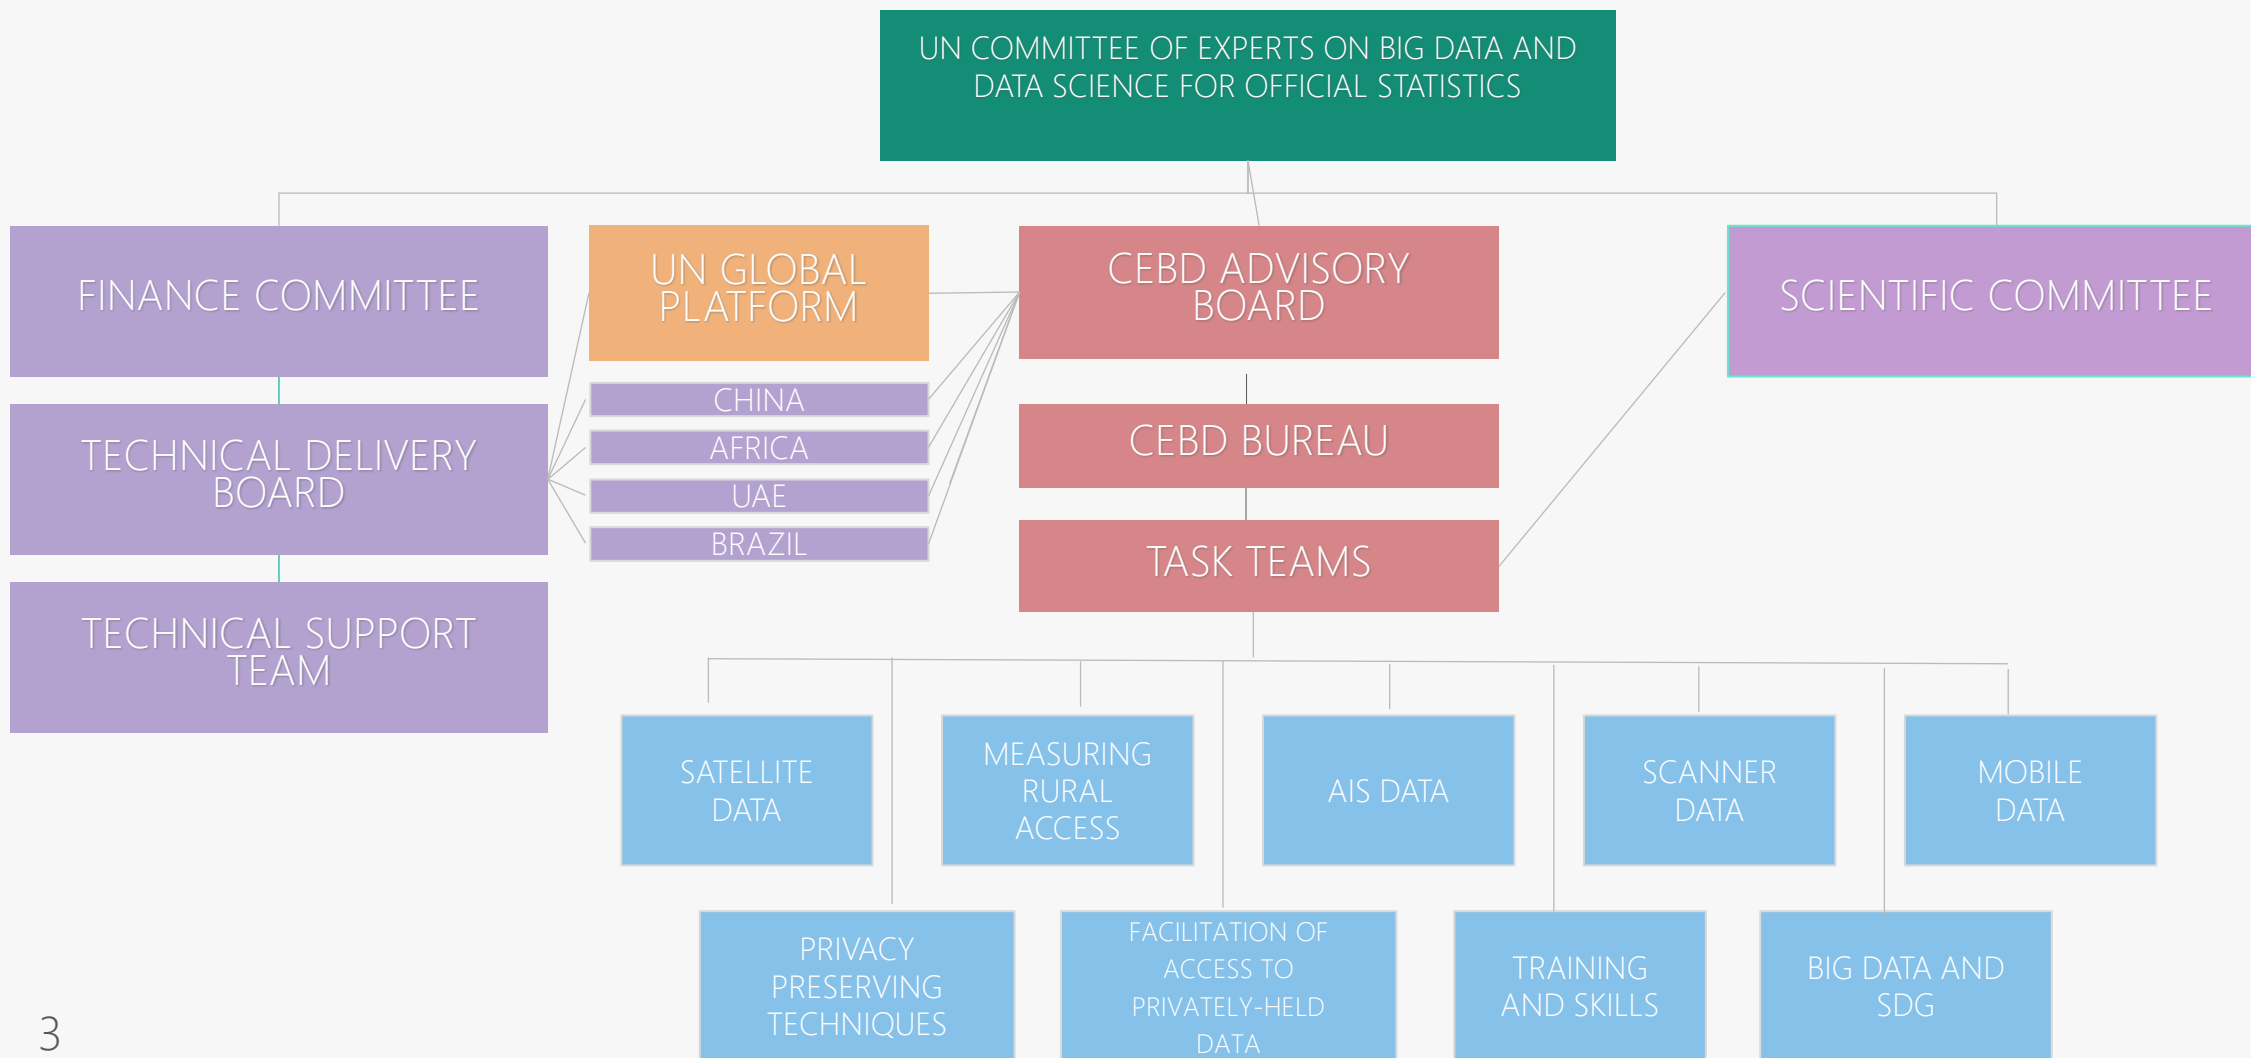 UN COMMITTEE OF EXPERTS ON BIG DATA AND
DATA SCIENCE FOR OFFICIAL STATISTICS
FINANCE COMMITTEE
UN GLOBAL
PLATFORM
CEBD ADVISORY
BOARD
SCIENTIFIC COMMITTEE
CHINA
AFRICA
UAE
BRAZIL
TECHNICAL DELIVERY
BOARD
CEBD BUREAU
TASK TEAMS
TECHNICAL SUPPORT
TEAM
SATELLITE
DATA
MEASURING
RURAL
ACCESS
AIS DATA
SCANNER
DATA
MOBILE
DATA
PRIVACY
PRESERVING
TECHNIQUES
FACILITATION OF
ACCESS TO
PRIVATELY-HELD
DATA
TRAINING
AND SKILLS
BIG DATA AND
SDG
3